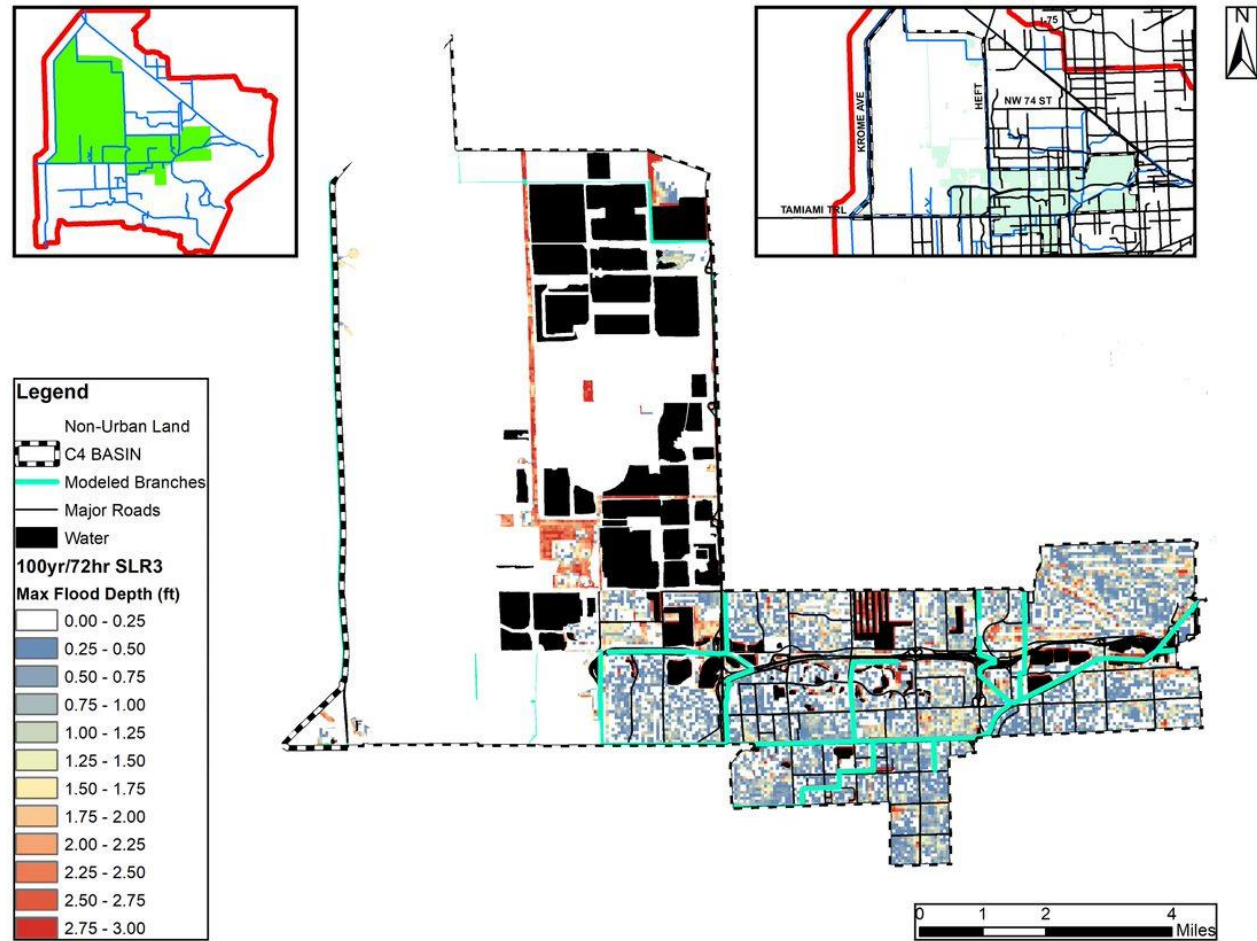 N
I-75
KROME AVE
HEFT
NW 74 ST
TAMIAMI TRL
Legend
Non-Urban Land
C4 BASIN
Modeled Branches
Major Roads
Water
100yr/72hr SLR3
Max Flood Depth (ft)
0.00 - 0.25
0.25 - 0.50
0.50 - 0.75
0.75 - 1.00
1.00 - 1.25
1.25 - 1.50
1.50 - 1.75
1.75 - 2.00
2.00 - 2.25
2.25 - 2.50
2.50 - 2.75
2.75 - 3.00
0 1 2 4
Miles